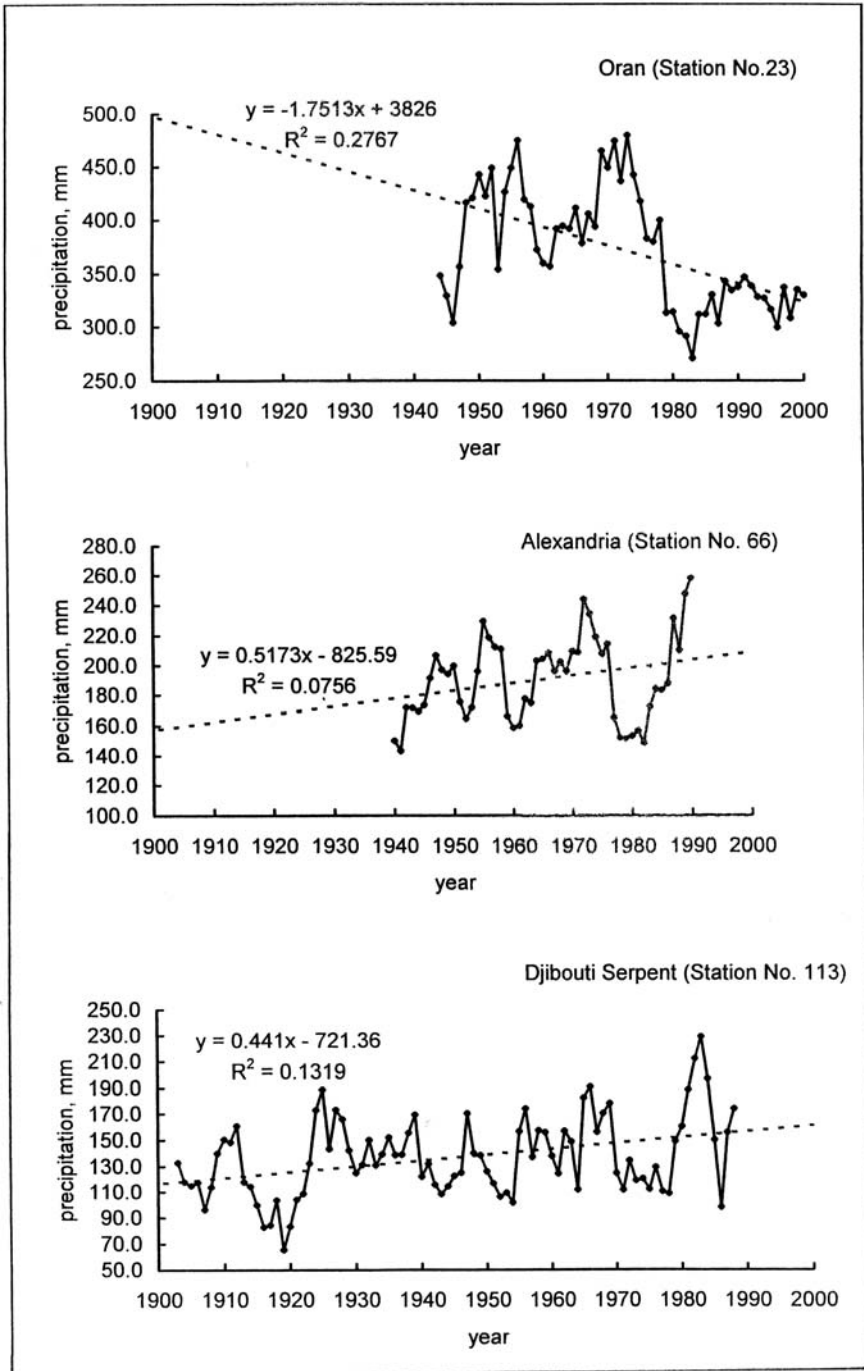 Oran (Station No.23)
y = -1.7513x + 3826
R² = 0.2767
precipitation, mm
500.0
450.0
400.0
350.0
300.0
250.0
1900 1910 1920 1930 1940 1950 1960 1970 1980 1990 2000
year
Alexandria (Station No. 66)
y = 0.5173x - 825.59
R² = 0.0756
precipitation, mm
280.0
260.0
240.0
220.0
200.0
180.0
160.0
140.0
120.0
100.0
1900 1910 1920 1930 1940 1950 1960 1970 1980 1990 2000
year
Djibouti Serpent (Station No. 113)
y = 0.441x - 721.36
R² = 0.1319
precipitation, mm
250.0
230.0
210.0
190.0
170.0
150.0
130.0
110.0
90.0
70.0
50.0
1900 1910 1920 1930 1940 1950 1960 1970 1980 1990 2000
year